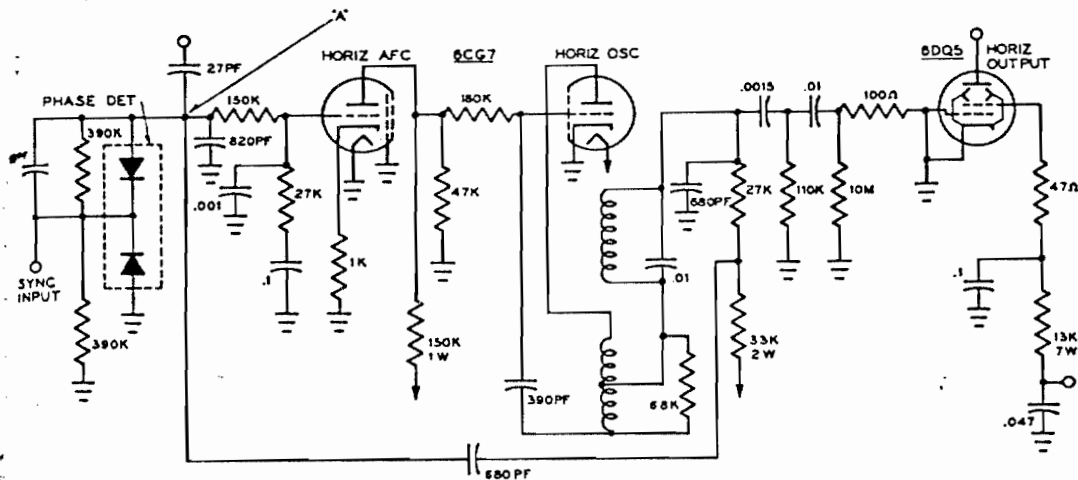 "A"
27PF
HORIZ AFC
6CG7
HORIZ OSC
6DQ5
HORIZ
OUTPUT
PHASE DET
390K
150K
820PF
.001
27K
.1
1K
180K
47K
150K
1W
SYNC
INPUT
390K
390PF
.01
68K
680PF
27K
33K
2W
.0015
.01
100Ω
110K
10M
47Ω
.1
13K
7W
.047
680PF